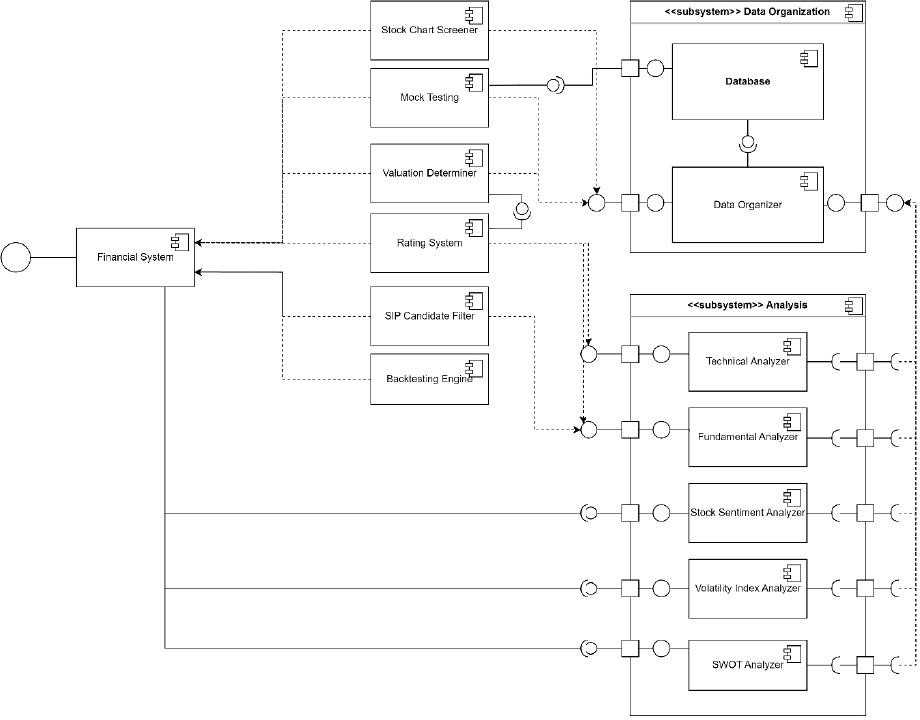 Stock Chart Screener
Mock Testing
Valuation Determiner
Rating System
Financial System
SIP Candidate Filter
Backtesting Engine
<<subsystem>> Data Organization
Database
Data Organizer
<<subsystem>> Analysis
Technical Analyzer
Fundamental Analyzer
Stock Sentiment Analyzer
Volatility Index Analyzer
SWOT Analyzer